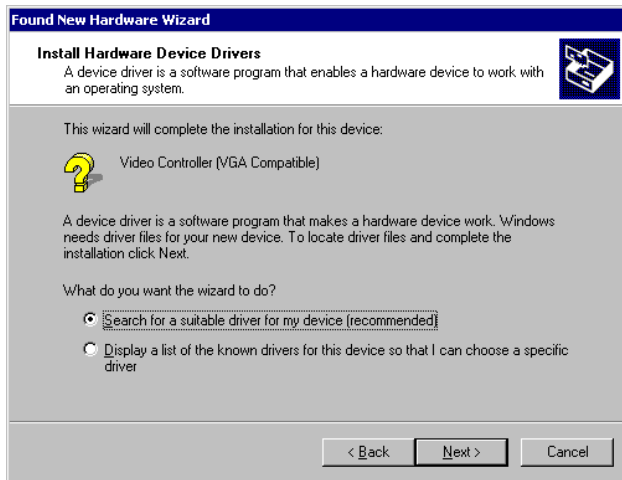 Found New Hardware Wizard
Install Hardware Device Drivers
A device driver is a software program that enables a hardware device to work with
an operating system.
This wizard will complete the installation for this device:
Video Controller (VGA Compatible)
A device driver is a software program that makes a hardware device work. Windows
needs driver files for your new device. To locate driver files and complete the
installation click Next.
What do you want the wizard to do?
Search for a suitable driver for my device (recommended)
Display a list of the known drivers for this device so that I can choose a specific
driver
< Back Next > Cancel